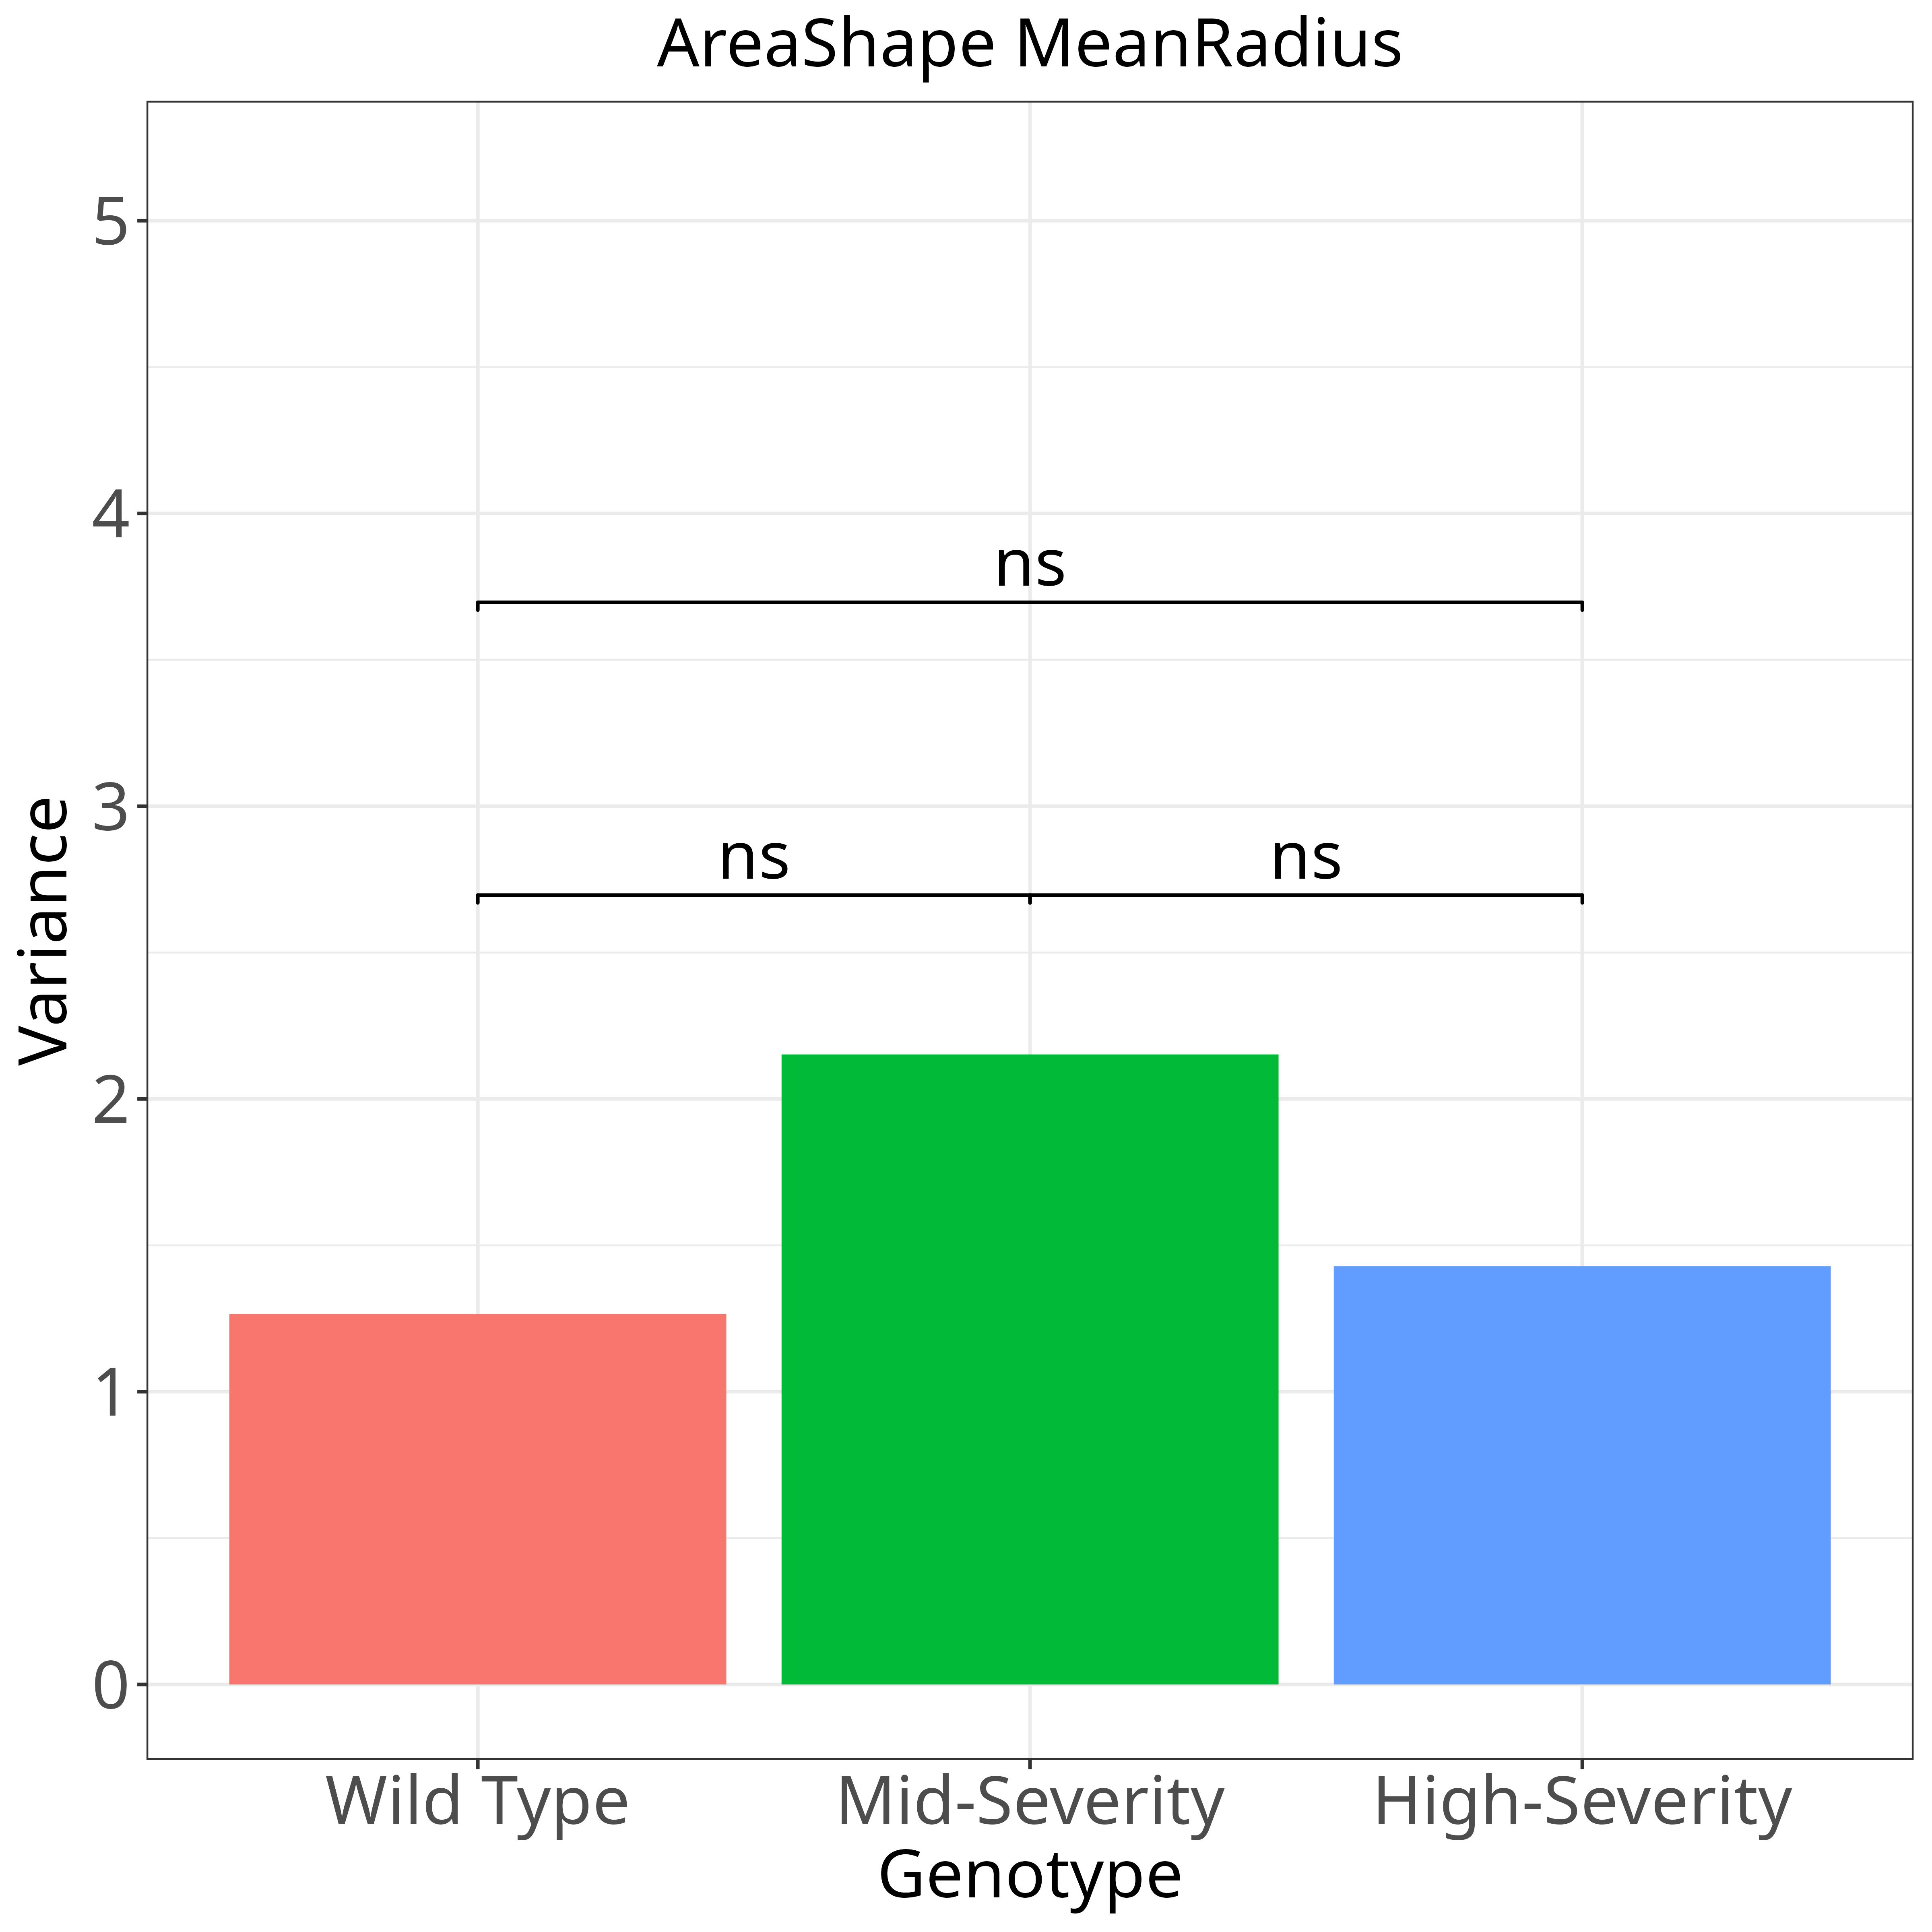 AreaShape MeanRadius
5
4
ns
3
ns ns
Variance
2
1
0
Wild Type Mid-Severity High-Severity
Genotype